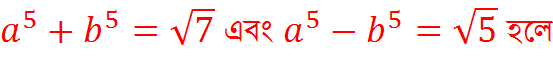 a⁵ + b⁵ = √7 এবং a⁵ − b⁵ = √5 হলে